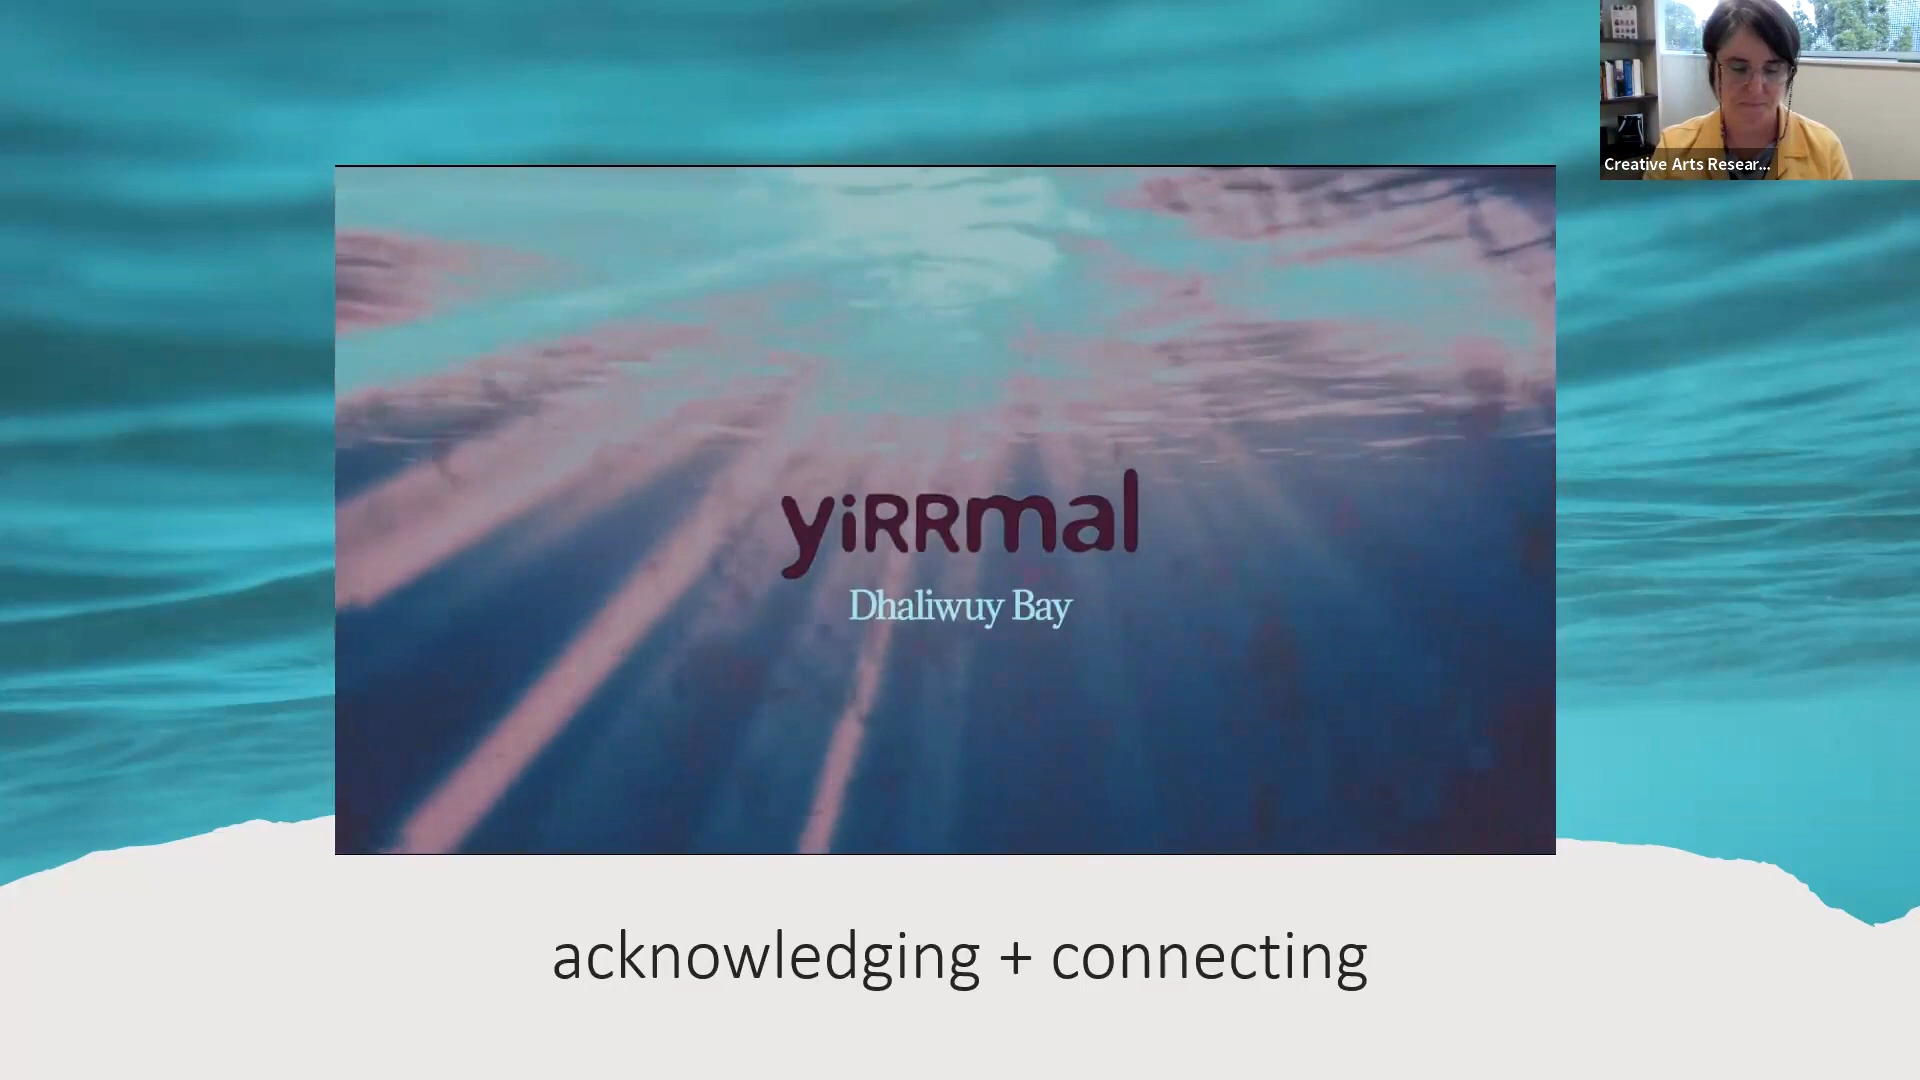 Creative Arts Resear...
yiRRmal
Dhaliwuy Bay
acknowledging + connecting